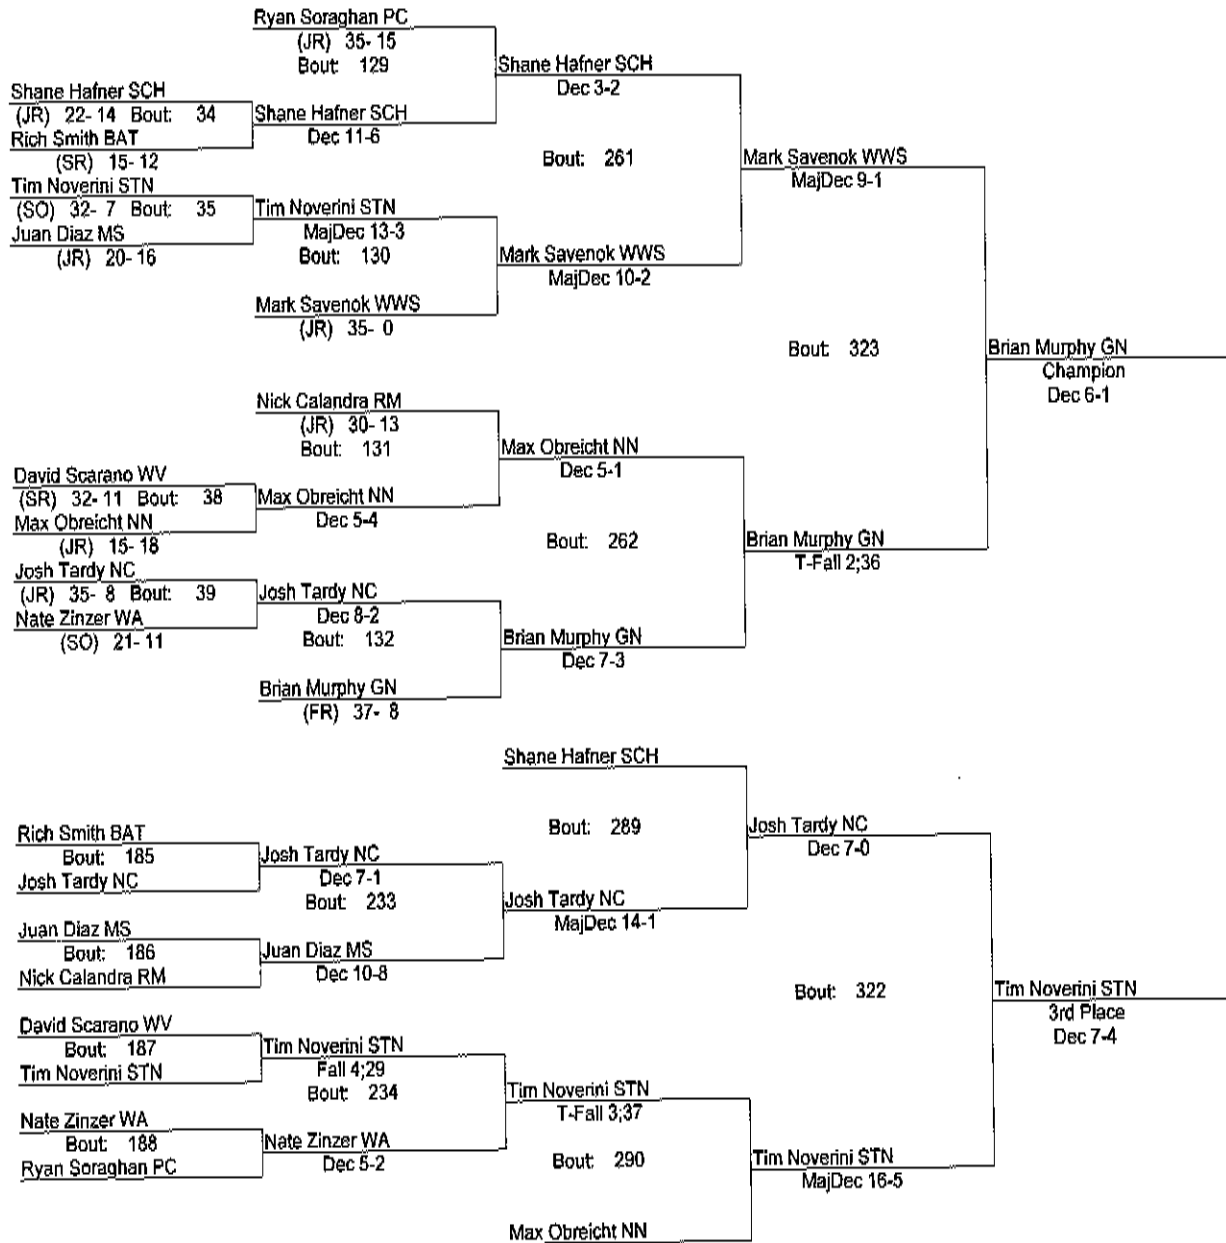 Ryan Soraghan PC
(JR) 35- 15
Bout: 129
Shane Hafner SCH
Dec 3-2
Shane Hafner SCH
(JR) 22- 14 Bout: 34
Shane Hafner SCH
Dec 11-6
Rich Smith BAT
(SR) 15- 12
Bout: 261
Mark Savenok WWS
MajDec 9-1
Tim Noverini STN
(SO) 32- 7 Bout: 35
Tim Noverini STN
MajDec 13-3
Bout: 130
Juan Diaz MS
(JR) 20- 16
Mark Savenok WWS
MajDec 10-2
Mark Savenok WWS
(JR) 35- 0
Bout: 323
Brian Murphy GN
Champion
Dec 6-1
Nick Calandra RM
(JR) 30- 13
Bout: 131
Max Obreicht NN
Dec 5-1
David Scarano WV
(SR) 32- 11 Bout: 38
Max Obreicht NN
Dec 5-4
Max Obreicht NN
(JR) 15- 18
Bout: 262
Brian Murphy GN
T-Fall 2;36
Josh Tardy NC
(JR) 35- 8 Bout: 39
Josh Tardy NC
Dec 8-2
Bout: 132
Nate Zinzer WA
(SO) 21- 11
Brian Murphy GN
Dec 7-3
Brian Murphy GN
(FR) 37- 8
Shane Hafner SCH
Bout: 289
Josh Tardy NC
Dec 7-0
Rich Smith BAT
Bout: 185
Josh Tardy NC
Josh Tardy NC
Dec 7-1
Bout: 233
Josh Tardy NC
MajDec 14-1
Juan Diaz MS
Bout: 186
Nick Calandra RM
Juan Diaz MS
Dec 10-8
Bout: 322
Tim Noverini STN
3rd Place
Dec 7-4
David Scarano WV
Bout: 187
Tim Noverini STN
Tim Noverini STN
Fall 4;29
Bout: 234
Tim Noverini STN
T-Fall 3;37
Nate Zinzer WA
Bout: 188
Ryan Soraghan PC
Nate Zinzer WA
Dec 5-2
Bout: 290
Tim Noverini STN
MajDec 16-5
Max Obreicht NN